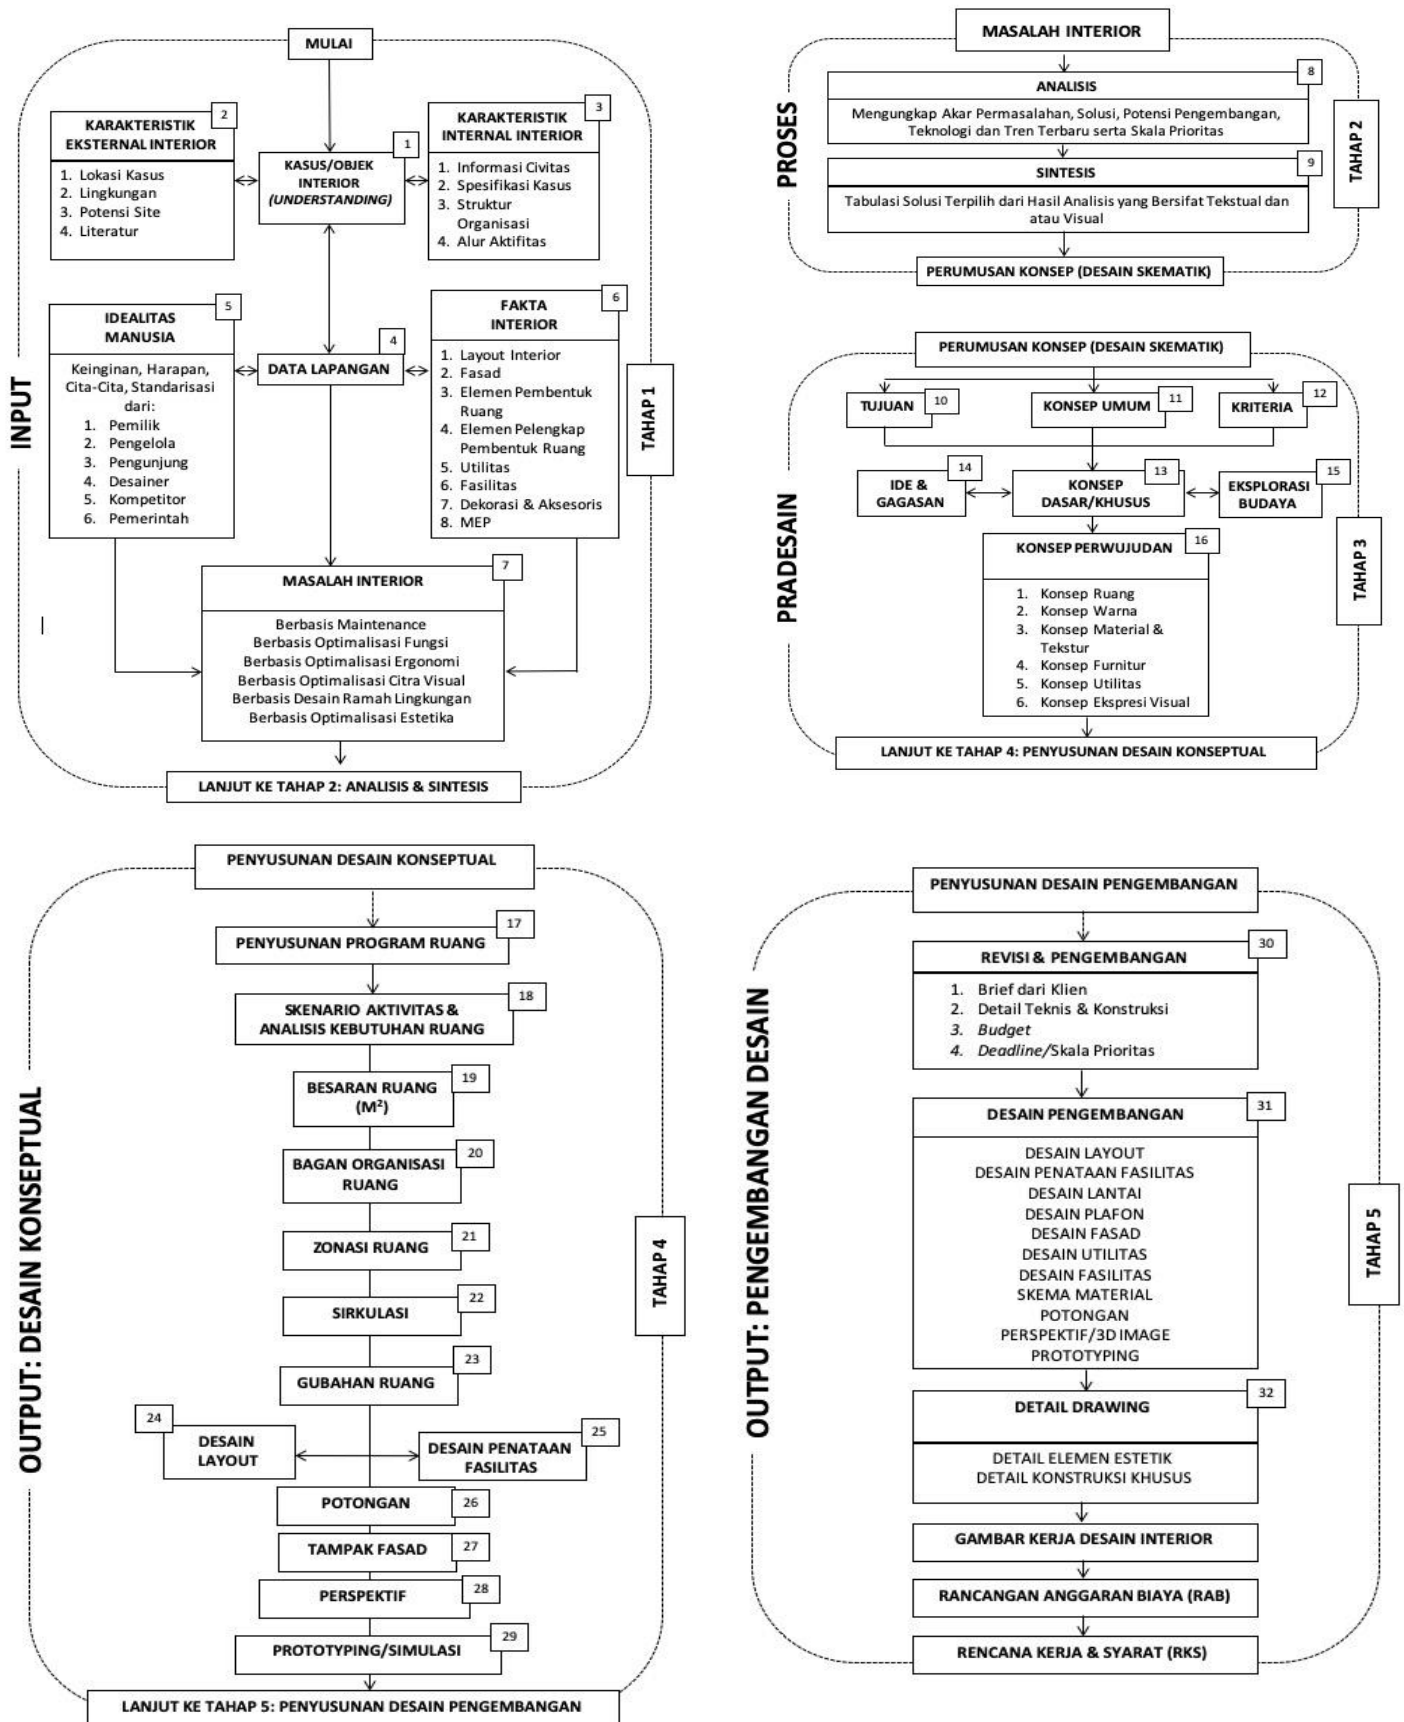 MULAI
2
KARAKTERISTIK
EKSTERNAL INTERIOR
1. Lokasi Kasus
2. Lingkungan
3. Potensi Site
4. Literatur
1
KASUS/OBJEK
INTERIOR
(UNDERSTANDING)
3
KARAKTERISTIK
INTERNAL INTERIOR
1. Informasi Civitas
2. Spesifikasi Kasus
3. Struktur
Organisasi
4. Alur Aktifitas
5
IDEALITAS
MANUSIA
Keinginan, Harapan,
Cita-Cita, Standarisasi
dari:
1. Pemilik
2. Pengelola
3. Pengunjung
4. Desainer
5. Kompetitor
6. Pemerintah
4
DATA LAPANGAN
6
FAKTA
INTERIOR
1. Layout Interior
2. Fasad
3. Elemen Pembentuk
Ruang
4. Elemen Pelengkap
Pembentuk Ruang
5. Utilitas
6. Fasilitas
7. Dekorasi & Aksesoris
8. MEP
INPUT
TAHAP 1
7
MASALAH INTERIOR
Berbasis Maintenance
Berbasis Optimalisasi Fungsi
Berbasis Optimalisasi Ergonomi
Berbasis Optimalisasi Citra Visual
Berbasis Desain Ramah Lingkungan
Berbasis Optimalisasi Estetika
LANJUT KE TAHAP 2: ANALISIS & SINTESIS
MASALAH INTERIOR
8
ANALISIS
Mengungkap Akar Permasalahan, Solusi, Potensi Pengembangan,
Teknologi dan Tren Terbaru serta Skala Prioritas
9
SINTESIS
Tabulasi Solusi Terpilih dari Hasil Analisis yang Bersifat Tekstual dan
atau Visual
PERUMUSAN KONSEP (DESAIN SKEMATIK)
PROSES
TAHAP 2
PERUMUSAN KONSEP (DESAIN SKEMATIK)
TUJUAN
10
KONSEP UMUM
11
KRITERIA
12
14
IDE &
GAGASAN
13
KONSEP
DASAR/KHUSUS
15
EKSPLORASI
BUDAYA
16
KONSEP PERWUJUDAN
1. Konsep Ruang
2. Konsep Warna
3. Konsep Material &
Tekstur
4. Konsep Furnitur
5. Konsep Utilitas
6. Konsep Ekspresi Visual
LANJUT KE TAHAP 4: PENYUSUNAN DESAIN KONSEPTUAL
PRADESAIN
TAHAP 3
PENYUSUNAN DESAIN KONSEPTUAL
17
PENYUSUNAN PROGRAM RUANG
18
SKENARIO AKTIVITAS &
ANALISIS KEBUTUHAN RUANG
19
BESARAN RUANG
(M²)
20
BAGAN ORGANISASI
RUANG
21
ZONASI RUANG
22
SIRKULASI
23
GUBAHAN RUANG
24
DESAIN
LAYOUT
25
DESAIN PENATAAN
FASILITAS
POTONGAN
26
TAMPAK FASAD
27
PERSPEKTIF
28
PROTOTYPING/SIMULASI
29
LANJUT KE TAHAP 5: PENYUSUNAN DESAIN PENGEMBANGAN
OUTPUT: DESAIN KONSEPTUAL
TAHAP 4
PENYUSUNAN DESAIN PENGEMBANGAN
30
REVISI & PENGEMBANGAN
1. Brief dari Klien
2. Detail Teknis & Konstruksi
3. Budget
4. Deadline/Skala Prioritas
31
DESAIN PENGEMBANGAN
DESAIN LAYOUT
DESAIN PENATAAN FASILITAS
DESAIN LANTAI
DESAIN PLAFON
DESAIN FASAD
DESAIN UTILITAS
DESAIN FASILITAS
SKEMA MATERIAL
POTONGAN
PERSPEKTIF/3D IMAGE
PROTOTYPING
32
DETAIL DRAWING
DETAIL ELEMEN ESTETIK
DETAIL KONSTRUKSI KHUSUS
GAMBAR KERJA DESAIN INTERIOR
RANCANGAN ANGGARAN BIAYA (RAB)
RENCANA KERJA & SYARAT (RKS)
OUTPUT: PENGEMBANGAN DESAIN
TAHAP 5